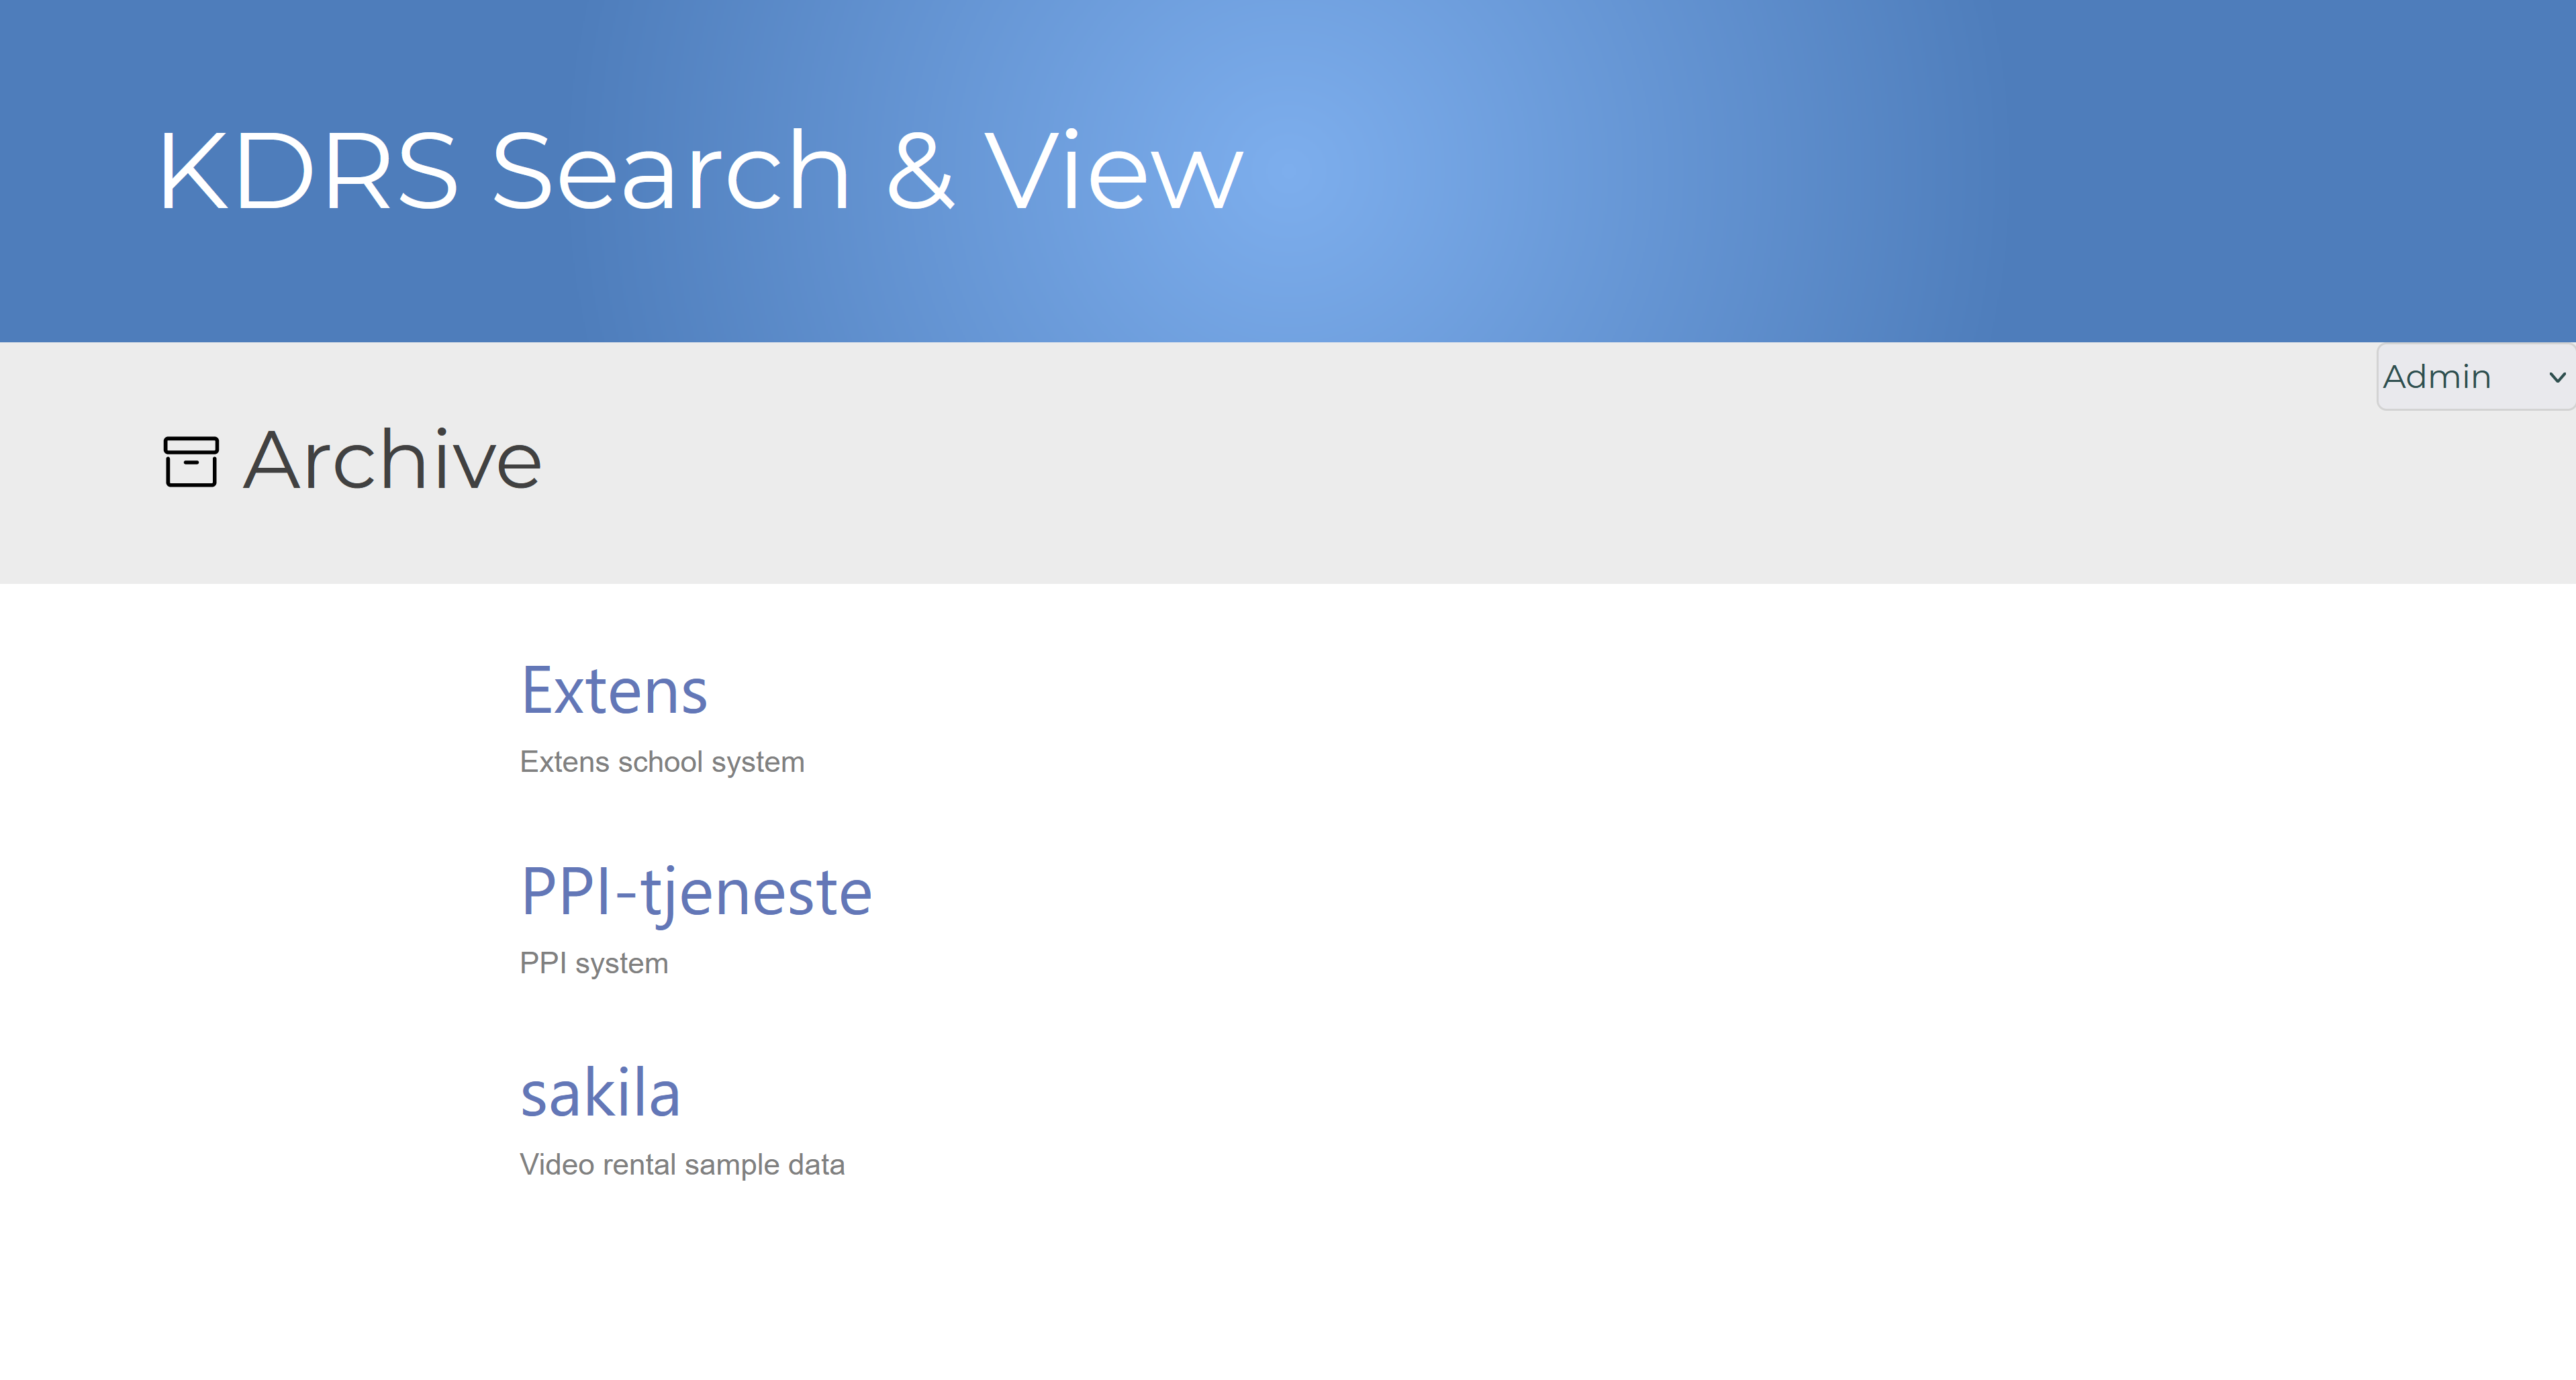 KDRS Search & View
Admin
Archive
Extens
Extens school system
PPI-tjeneste
PPI system
sakila
Video rental sample data